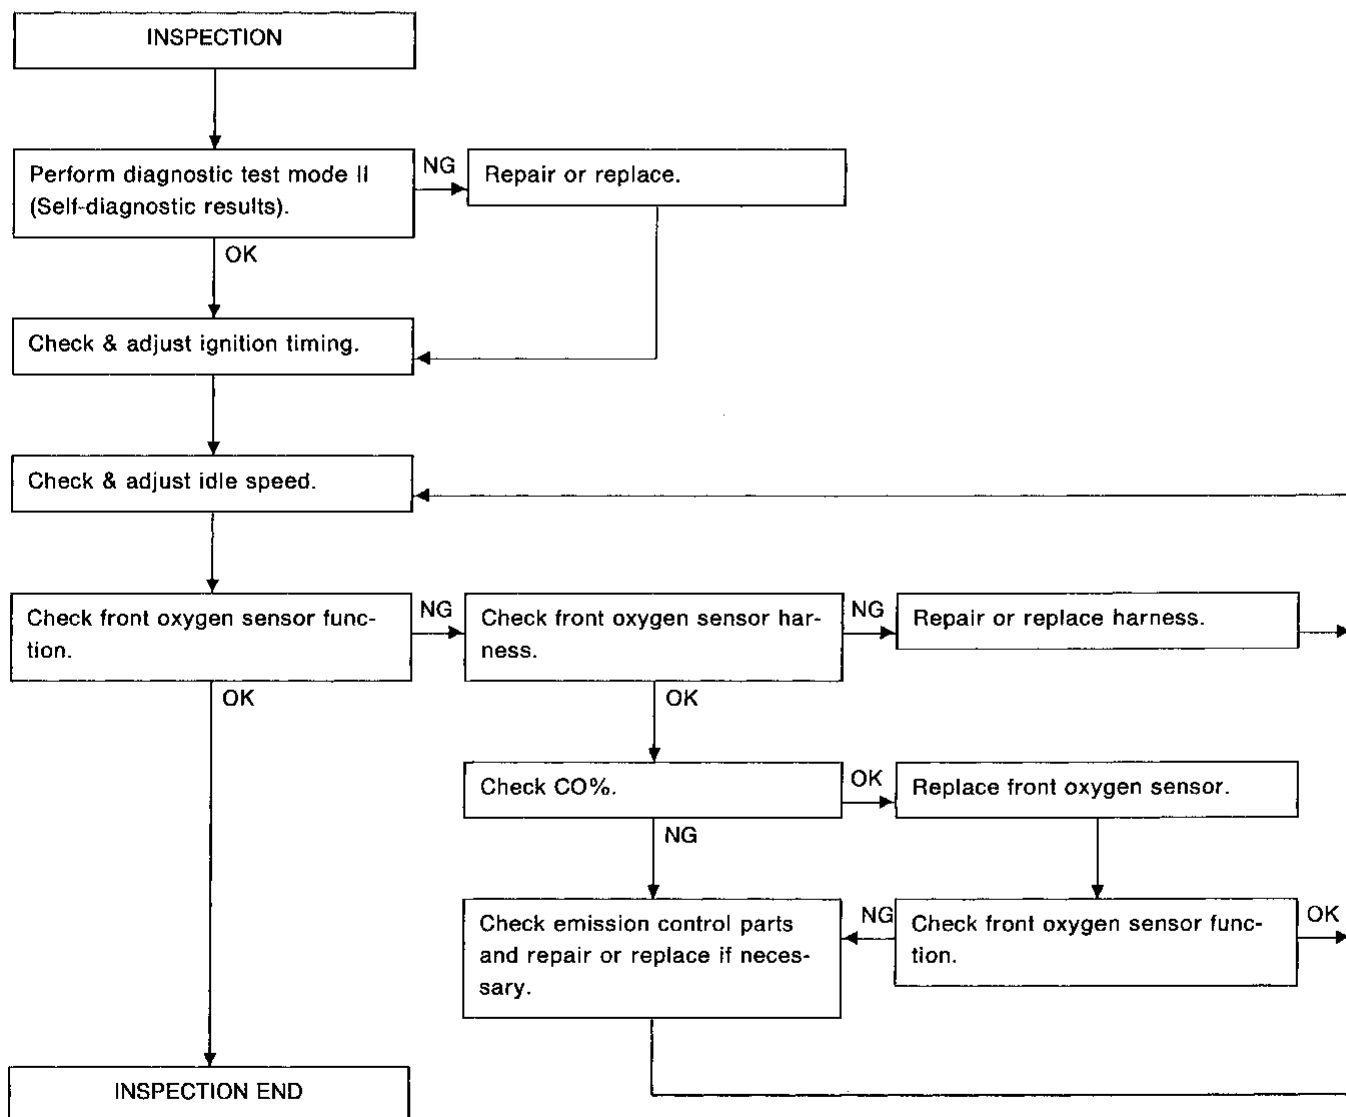 INSPECTION
Perform diagnostic test mode II
(Self-diagnostic results).
NG
Repair or replace.
OK
Check & adjust ignition timing.
Check & adjust idle speed.
Check front oxygen sensor func-
tion.
NG
Check front oxygen sensor har-
ness.
NG
Repair or replace harness.
OK
OK
Check CO%.
OK
Replace front oxygen sensor.
NG
Check emission control parts
and repair or replace if neces-
sary.
NG
Check front oxygen sensor func-
tion.
OK
INSPECTION END